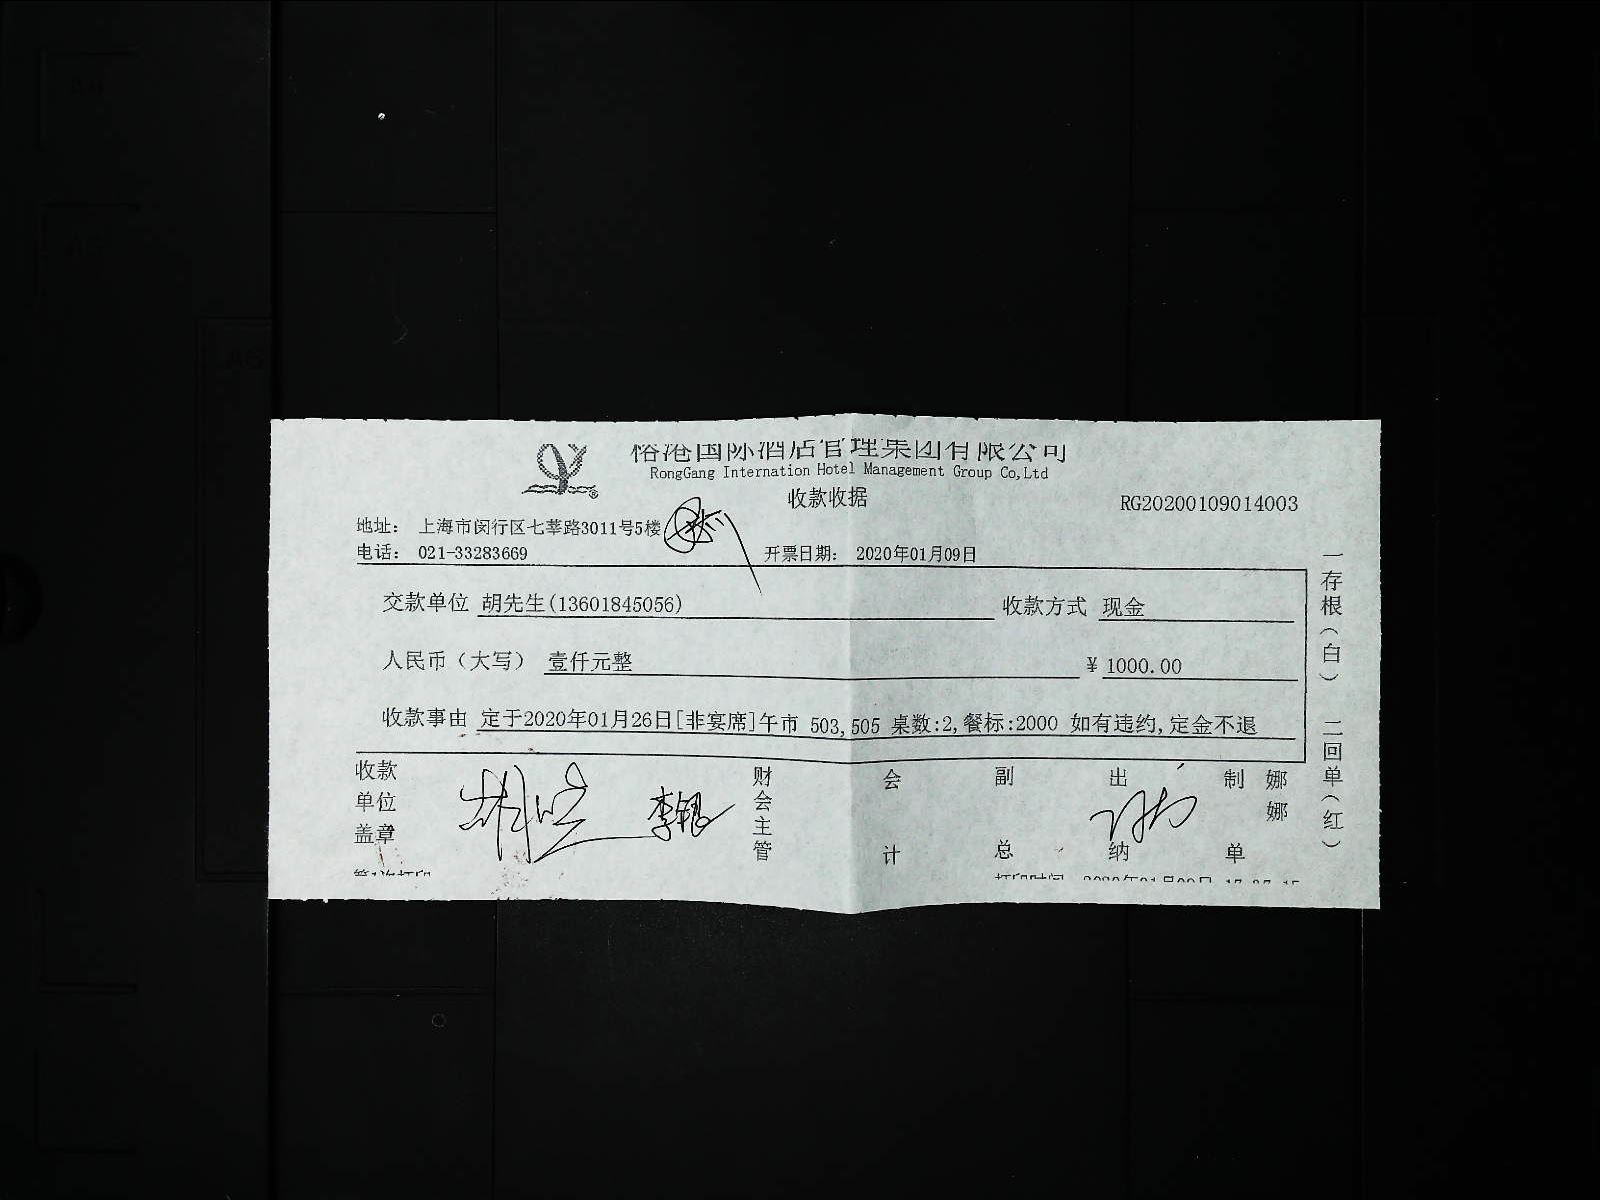 榕港国际酒店管理集团有限公司
RongGang Internation Hotel Management Group Co,Ltd
收款收据
RG20200109014003
地址: 上海市闵行区七莘路3011号5楼
电话: 021-33283669
开票日期: 2020年01月09日
交款单位 胡先生(13601845056) 收款方式 现金
人民币(大写) 壹仟元整 ¥ 1000.00
收款事由 定于2020年01月26日[非宴席]午市 503,505 桌数:2,餐标:2000 如有违约,定金不退
一存根(白) 二回单(红)
收款单位盖章
财会主管
会计
副总
出纳
制单
娜娜